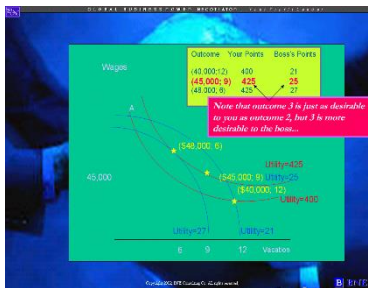 GLOBAL BUSINESS POWER NEGOTIATION
Outcome Your Points Boss's Points
(40,000;12) 400 21
(45,000; 9) 425 25
(48,000; 6) 425 27
Note that outcome 3 is just as desirable
to you as outcome 2, but 3 is more
desirable to the boss...
Wages
A
($48,000; 6)
Utility=425
($45,000; 9) Utility=25
45,000
($40,000, 12)
Utility=400
Utility=27 Utility=21
6 9 12 Vacation